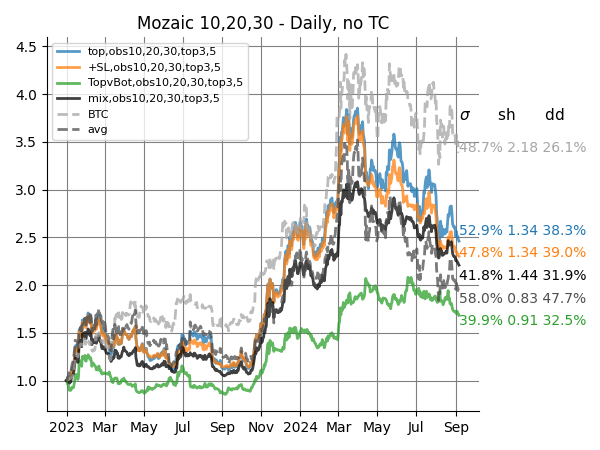 Mozaic 10,20,30 - Daily, no TC
4.5
4.0
3.5
3.0
2.5
2.0
1.5
1.0
top,obs10,20,30,top3,5
+SL,obs10,20,30,top3,5
TopvBot,obs10,20,30,top3,5
mix,obs10,20,30,top3,5
BTC
avg
σ sh dd
48.7% 2.18 26.1%
52.9% 1.34 38.3%
47.8% 1.34 39.0%
41.8% 1.44 31.9%
58.0% 0.83 47.7%
39.9% 0.91 32.5%
2023 Mar May Jul Sep Nov 2024 Mar May Jul Sep